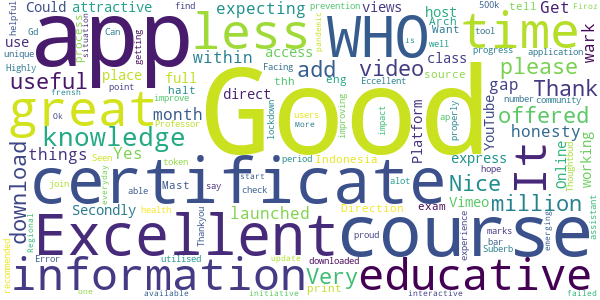 helpful Could attractive expecting views host Arch Get 500k tell find
unique Gd process situation Can getting prevention tool Firoz
use Highly app less WHO time Want well progress application
useful place within access class please wark
point pandemic is source
things frensh full add video eng gap Thank
Ok improve halt Facing Eccellent direct YouTube number community
great Professor month thh lockdown users More improving impact Platform api properly offered honesty
knowledge Good
download Yes Seen token period Indonesia express It Online Thoughtoud working
join able Mast say start check certificate Nice Vimeo million hope
everyday alot
Secondly launched Direction exam marks bar emerging assistant
Regional health Thankyou proud experience Suberb
Excellent course
recommended Error utilised update
information Very educative
downloaded print
one available initiative interactive failed